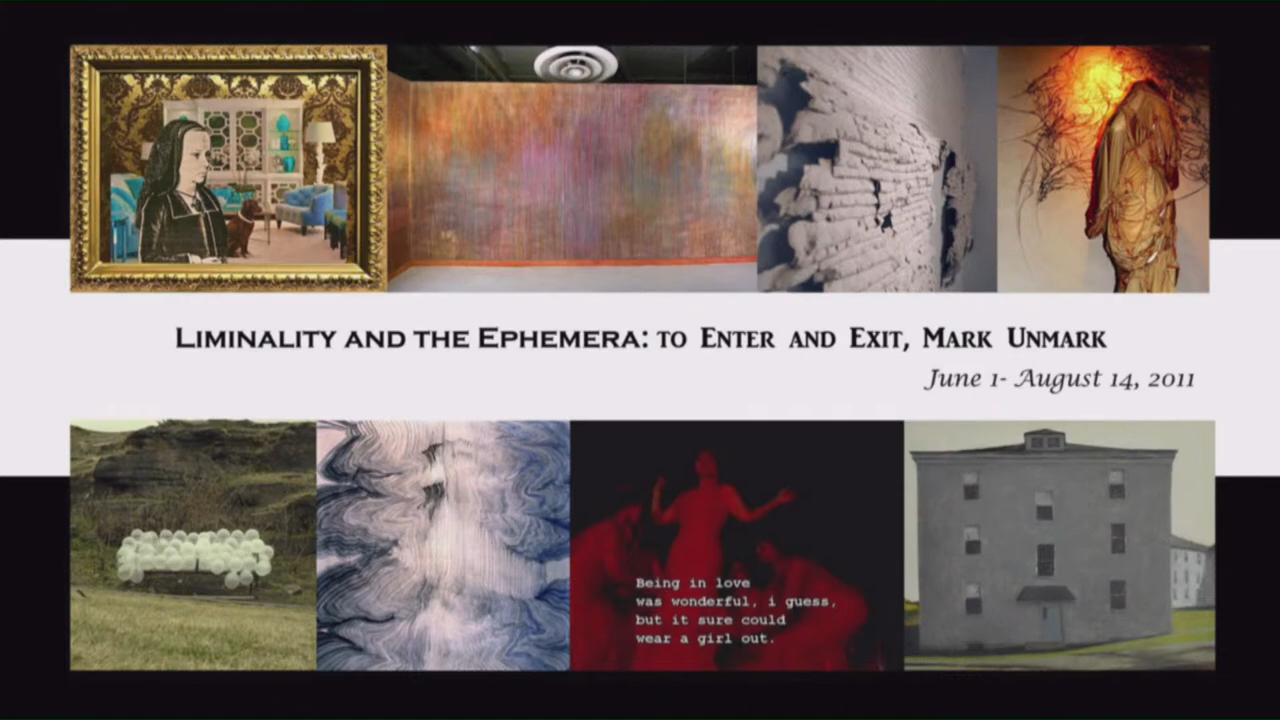 LIMINALITY AND THE EPHEMERA: TO ENTER AND EXIT, MARK UNMARK
June 1- August 14, 2011
Being in love
was wonderful, i guess,
but it sure could
wear a girl out.